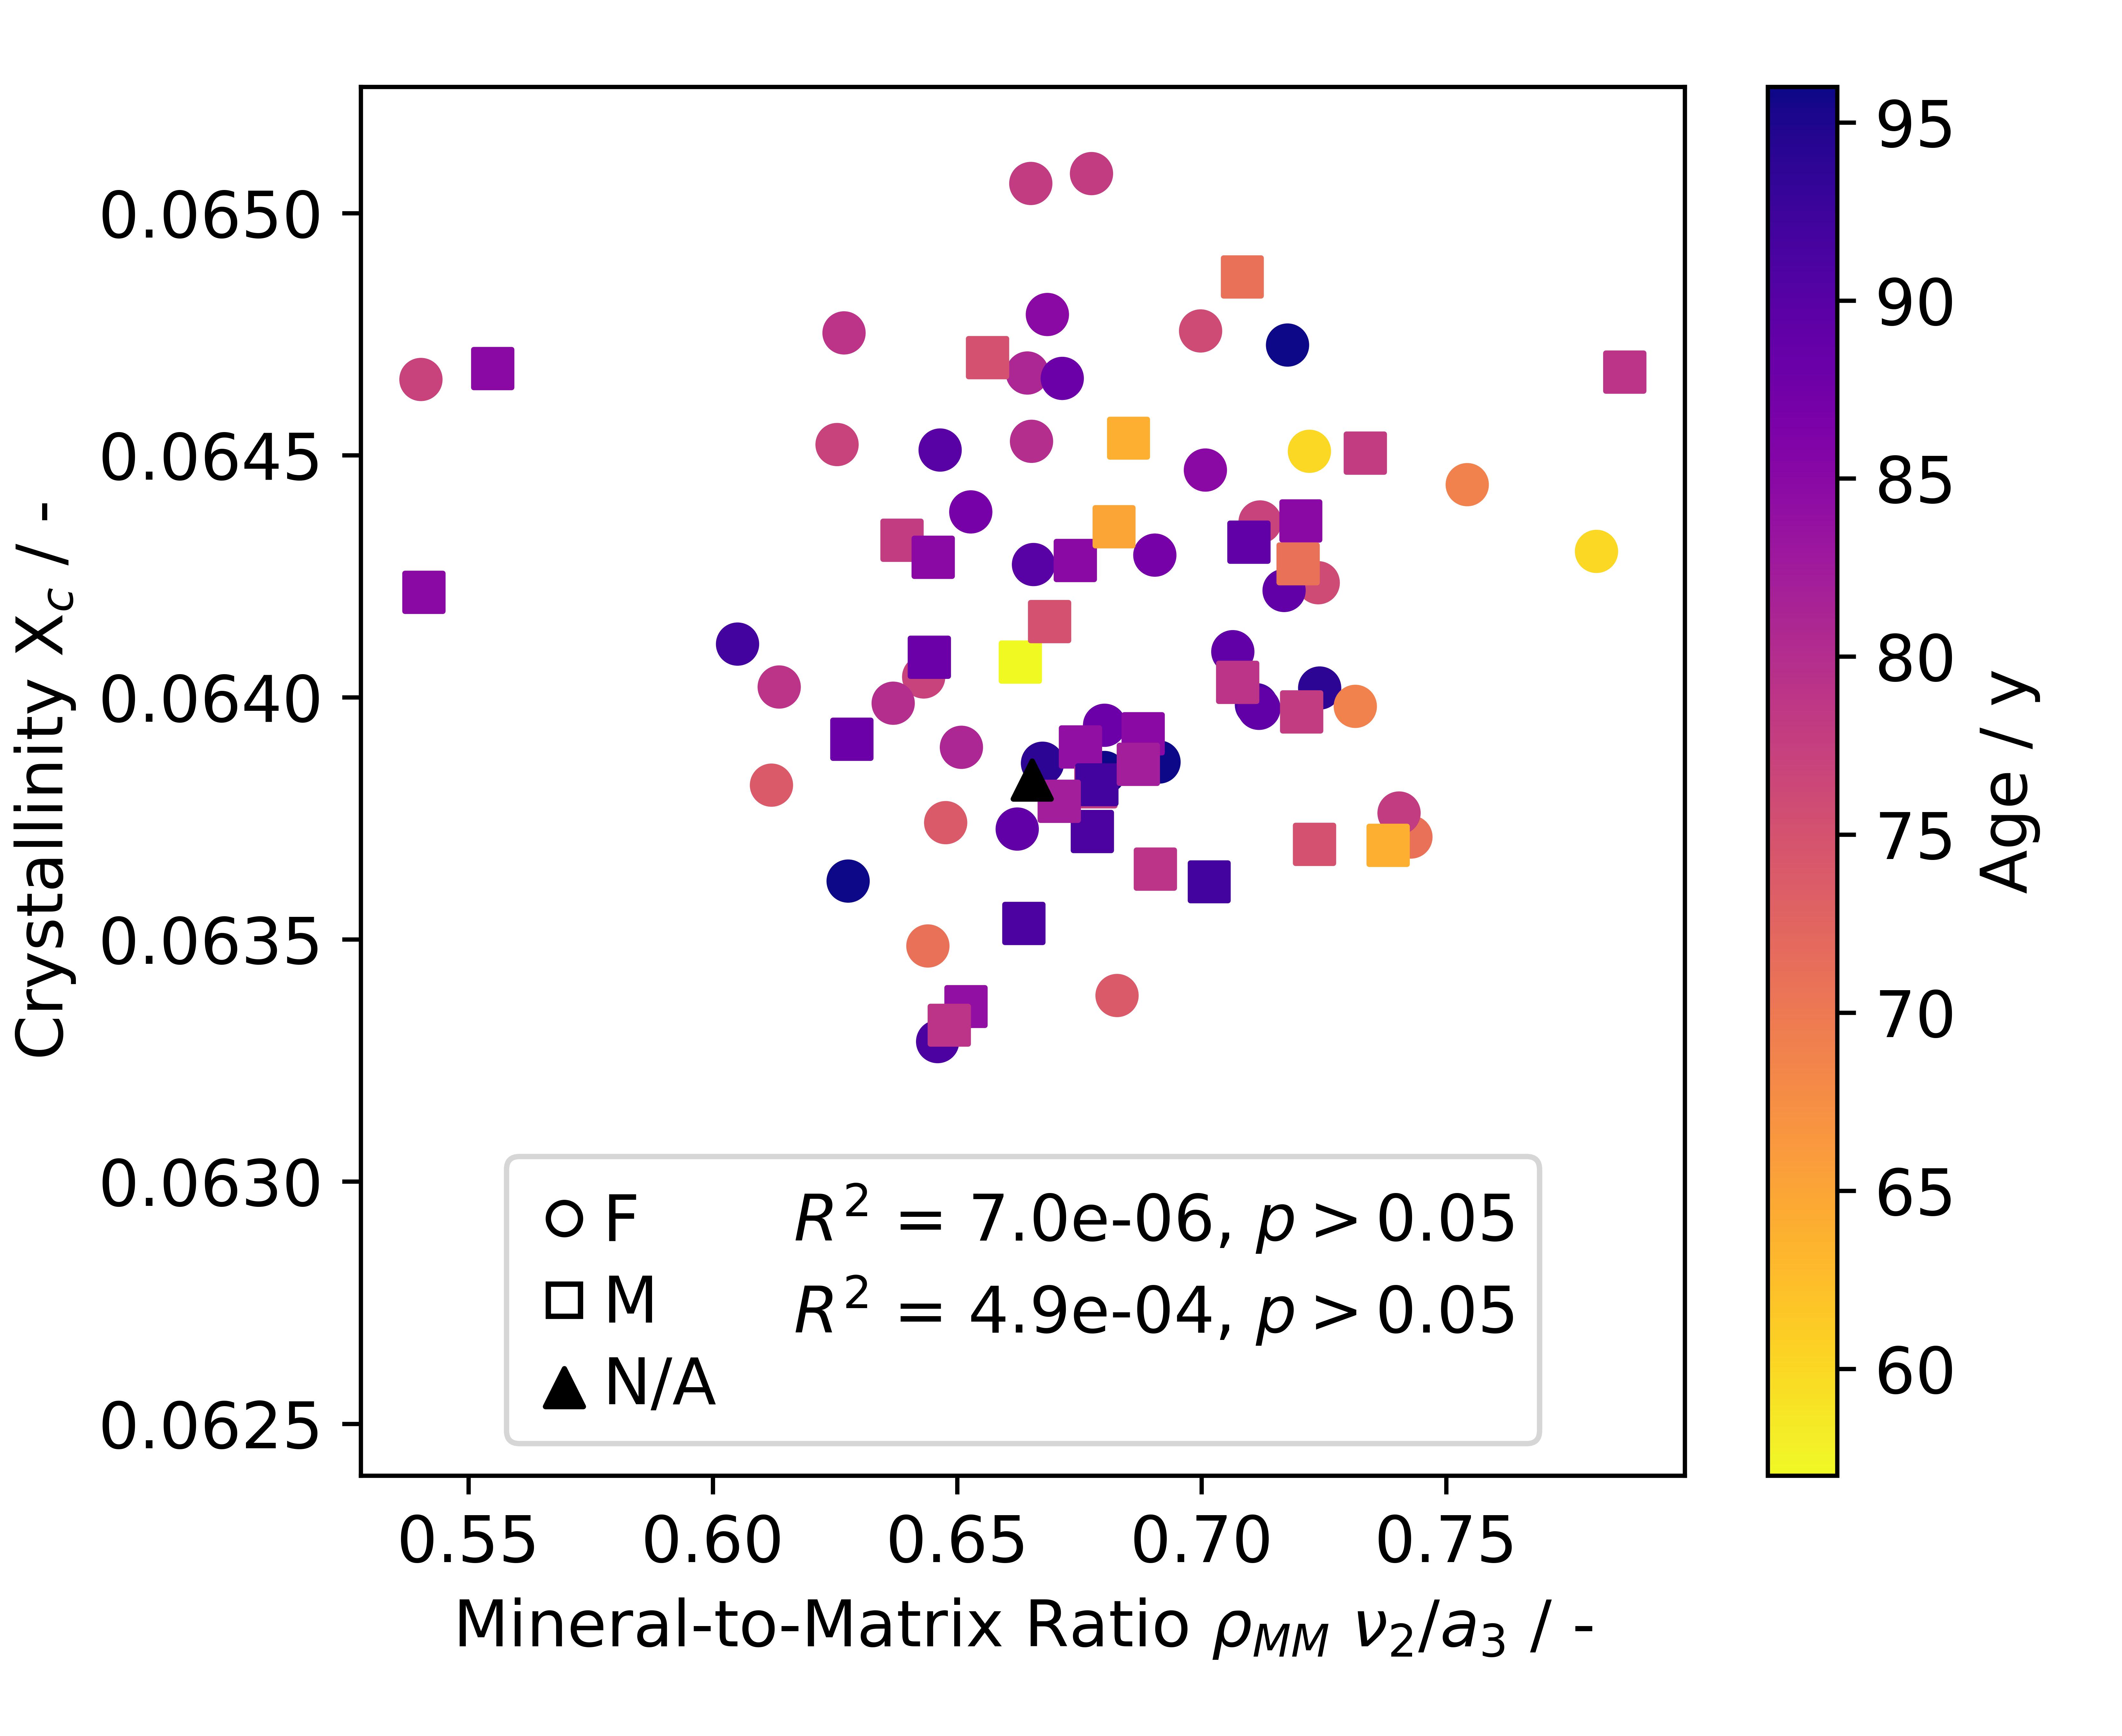 0.0650
0.0645
0.0640
0.0635
0.0630
0.0625
Crystallinity X_c / -
F R² = 7.0e-06, p > 0.05
M R² = 4.9e-04, p > 0.05
N/A
0.55 0.60 0.65 0.70 0.75
Mineral-to-Matrix Ratio ρ_MM ν₂/a₃ / -
95
90
85
80
75
70
65
60
Age / y